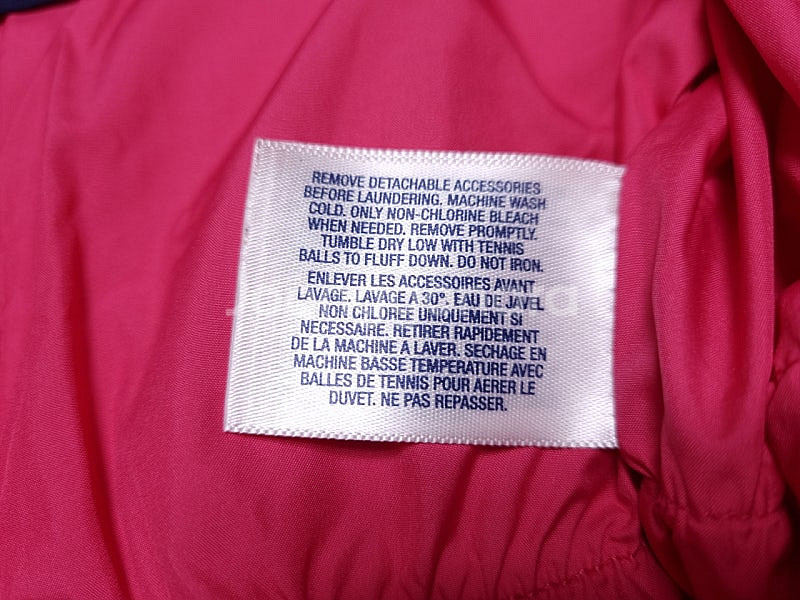 REMOVE DETACHABLE ACCESSORIES
BEFORE LAUNDERING. MACHINE WASH
COLD. ONLY NON-CHLORINE BLEACH
WHEN NEEDED. REMOVE PROMPTLY.
TUMBLE DRY LOW WITH TENNIS
BALLS TO FLUFF DOWN. DO NOT IRON.
ENLEVER LES ACCESSOIRES AVANT
LAVAGE. LAVAGE A 30°. EAU DE JAVEL
NON CHLOREE UNIQUEMENT SI
NECESSAIRE. RETIRER RAPIDEMENT
DE LA MACHINE A LAVER. SECHAGE EN
MACHINE BASSE TEMPERATURE AVEC
BALLES DE TENNIS POUR AERER LE
DUVET. NE PAS REPASSER.